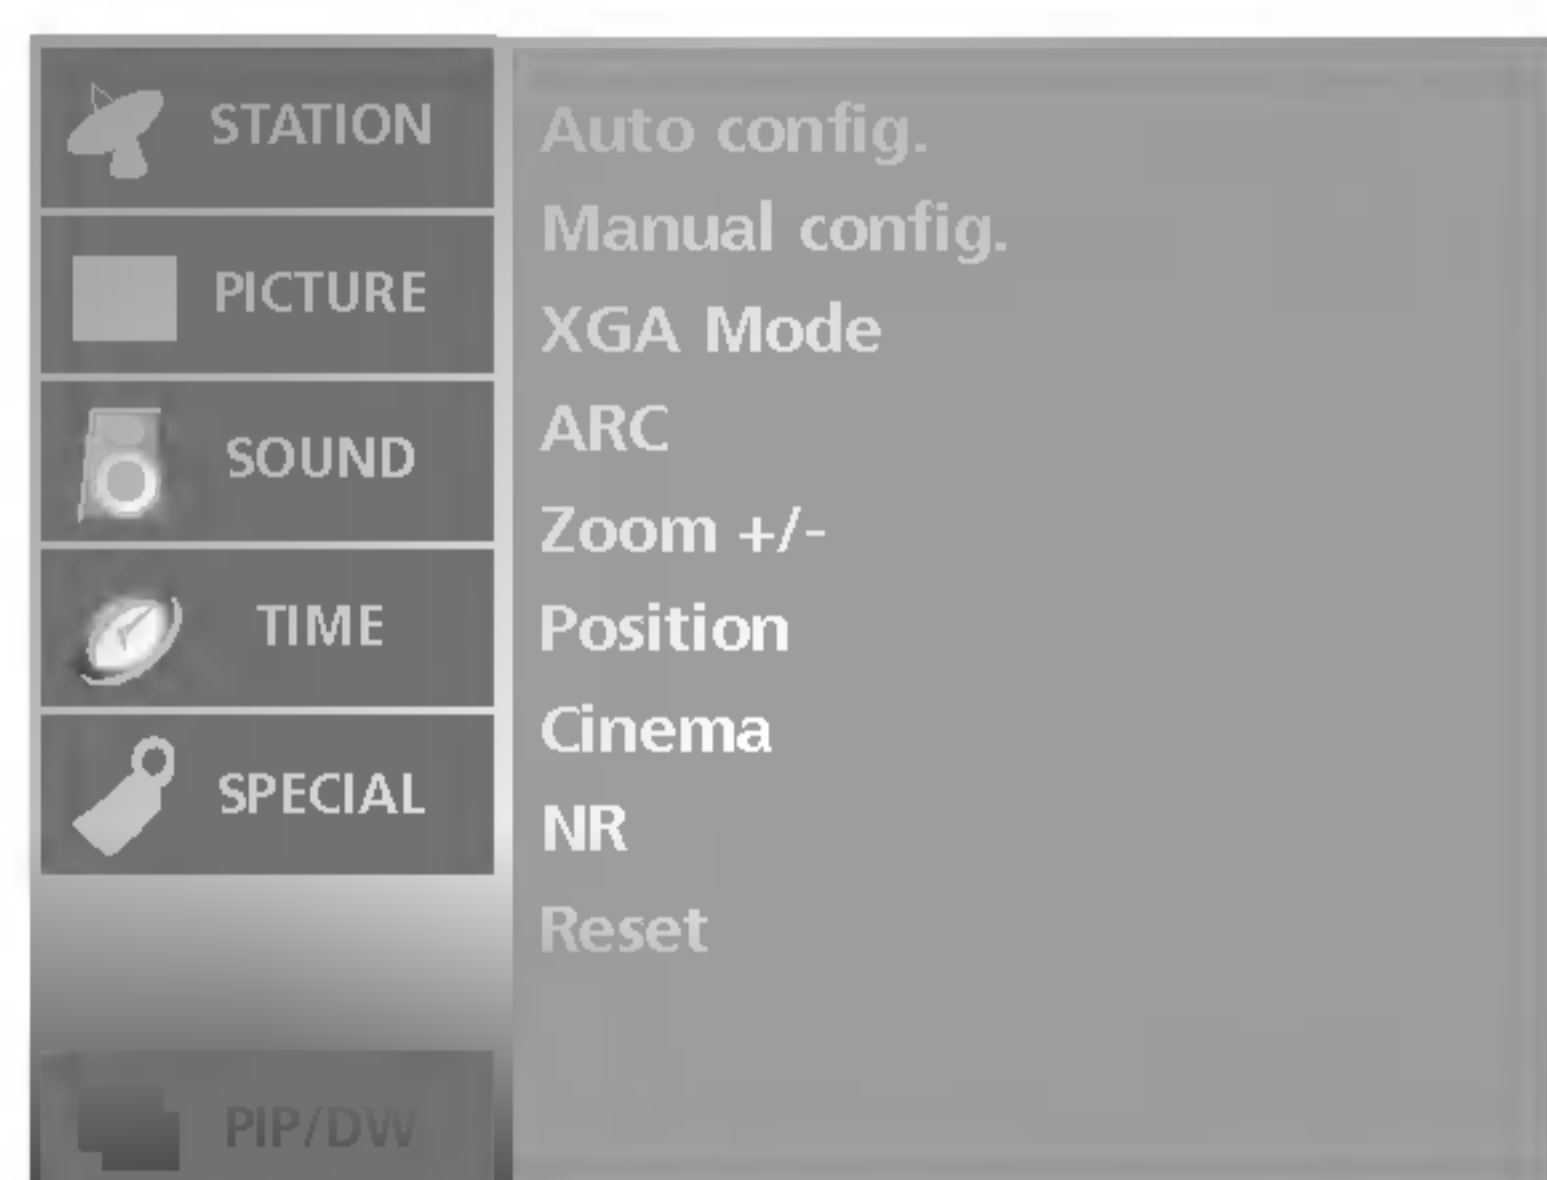 STATION
PICTURE
SOUND
TIME
SPECIAL
PIP/DW
Auto config.
Manual config.
XGA Mode
ARC
Zoom +/-
Position
Cinema
NR
Reset